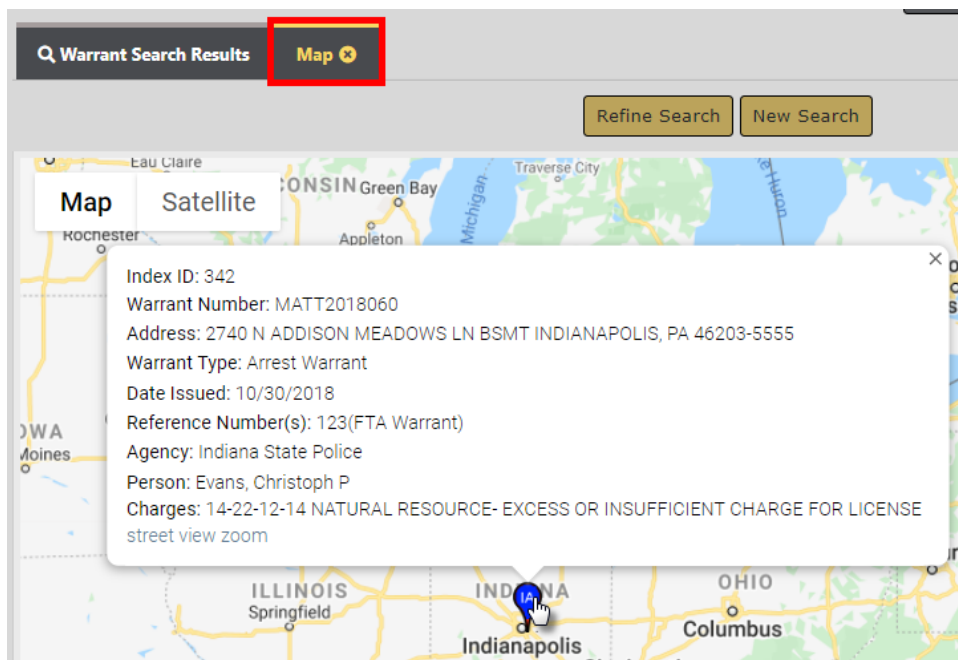 Warrant Search Results Map
Refine Search New Search
Eau Claire
Traverse City
CONSIN Green Bay
Map Satellite
Michigan
Huron
Rochester
Appleton
Index ID: 342
Warrant Number: MATT2018060
Address: 2740 N ADDISON MEADOWS LN BSMT INDIANAPOLIS, PA 46203-5555
Warrant Type: Arrest Warrant
Date Issued: 10/30/2018
Reference Number(s): 123(FTA Warrant)
OWA
Moines
Agency: Indiana State Police
Person: Evans, Christoph P
Charges: 14-22-12-14 NATURAL RESOURCE- EXCESS OR INSUFFICIENT CHARGE FOR LICENSE
street view zoom
ILLINOIS IND NA OHIO
IA
Springfield
Columbus
Indianapolis